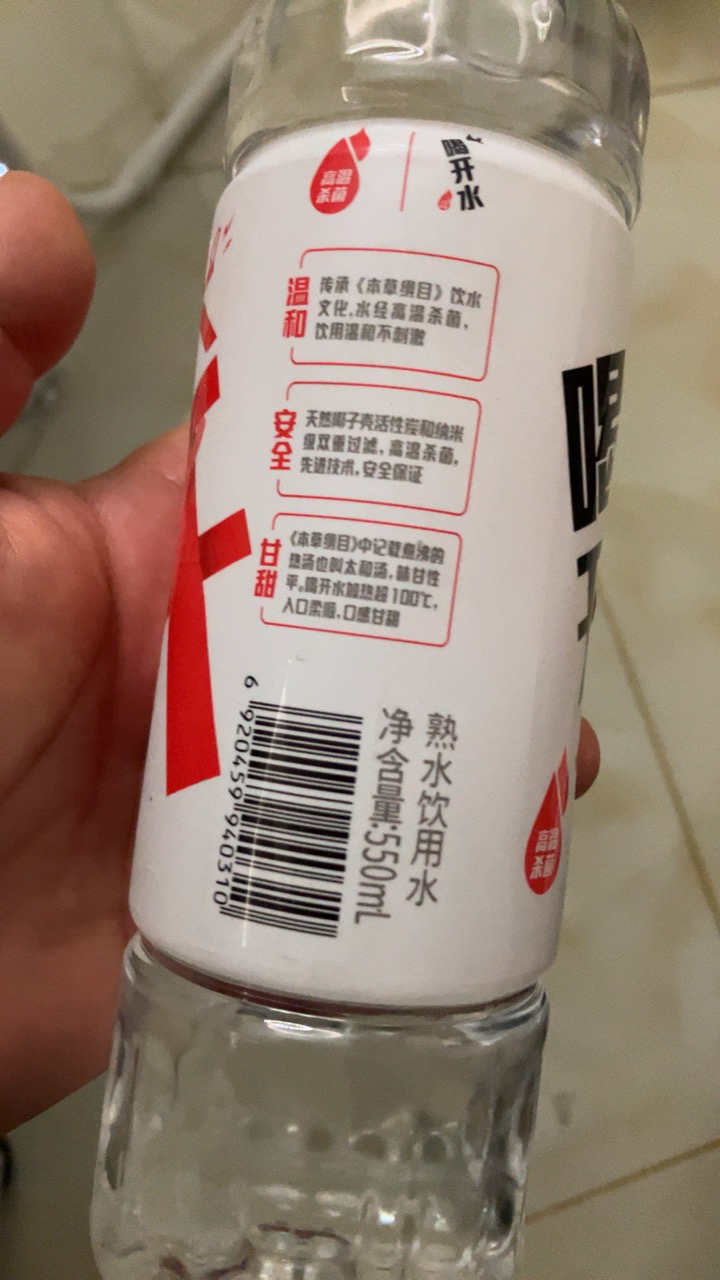 高温
杀菌
喝开水
温和
传承《本草纲目》饮水
文化,水经高温杀菌,
饮用温和不刺激
安全
天然椰子壳活性炭和纳米
级双重过滤,高温杀菌,
先进技术,安全保证
甘甜
《本草纲目》中记载煮沸的
热汤也叫太和汤,味甘性
平。喝开水加热超100℃,
入口柔顺,口感甘甜
熟水饮用水
净含量:550mL
6 920459 940310
喝
高温
杀菌